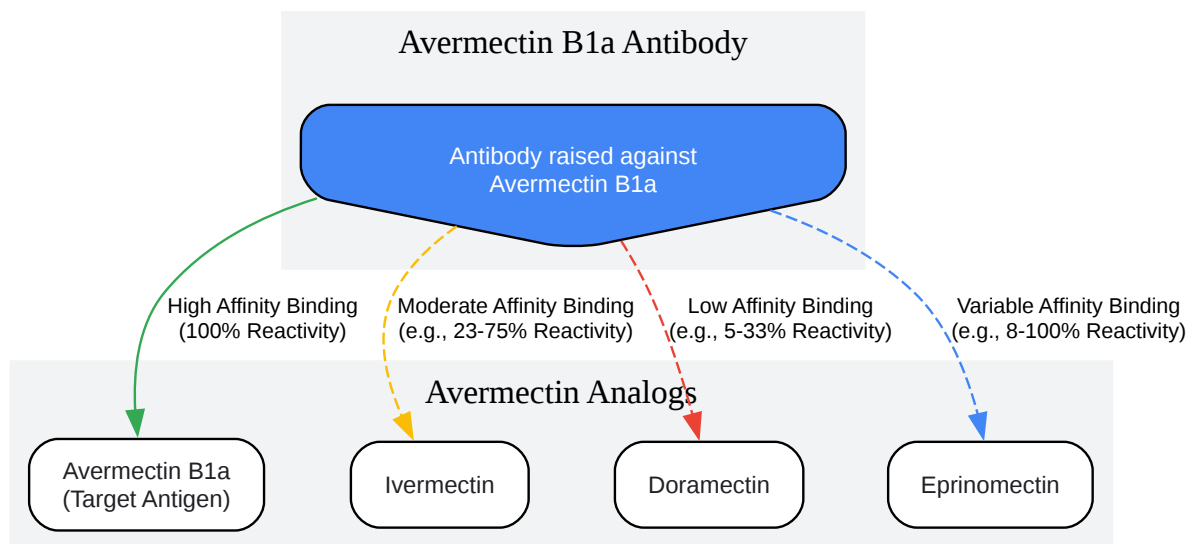 Avermectin B1a Antibody
Antibody raised against
Avermectin B1a
High Affinity Binding
(100% Reactivity)
Moderate Affinity Binding
(e.g., 23-75% Reactivity)
Low Affinity Binding
(e.g., 5-33% Reactivity)
Variable Affinity Binding
(e.g., 8-100% Reactivity)
Avermectin Analogs
Avermectin B1a
(Target Antigen)
Ivermectin
Doramectin
Eprinomectin